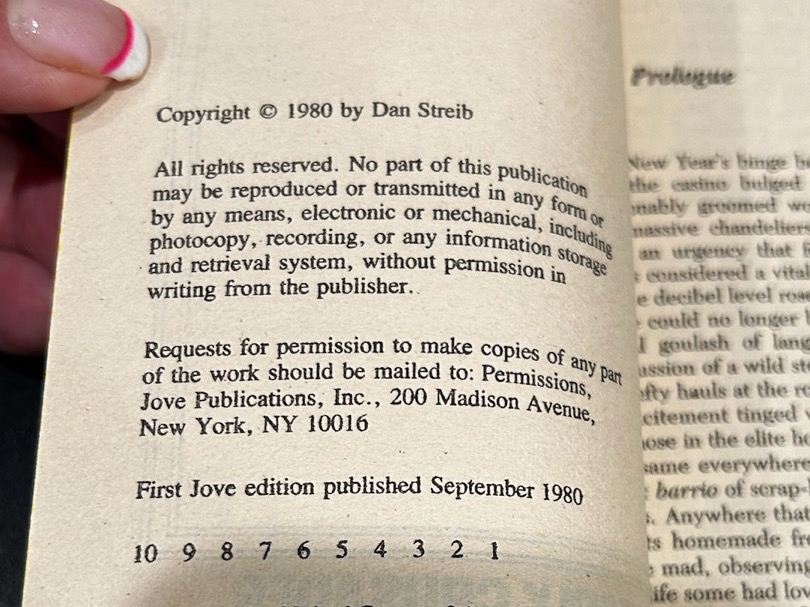 Copyright © 1980 by Dan Streib
All rights reserved. No part of this publication
may be reproduced or transmitted in any form or
by any means, electronic or mechanical, including
photocopy, recording, or any information storage
and retrieval system, without permission in
writing from the publisher.
Requests for permission to make copies of any part
of the work should be mailed to: Permissions,
Jove Publications, Inc., 200 Madison Avenue,
New York, NY 10016
First Jove edition published September 1980
10 9 8 7 6 5 4 3 2 1
Prologue
New Year's binge
the casino bulged
groomed
massive chandeliers
an urgency that
considered a vital
decibel level
could no longer
goulash of
of a wild
hauls at the
tinged
in the elite
same everywhere
barrio of scrap-
Anywhere that
homemade
mad, observing
life some had